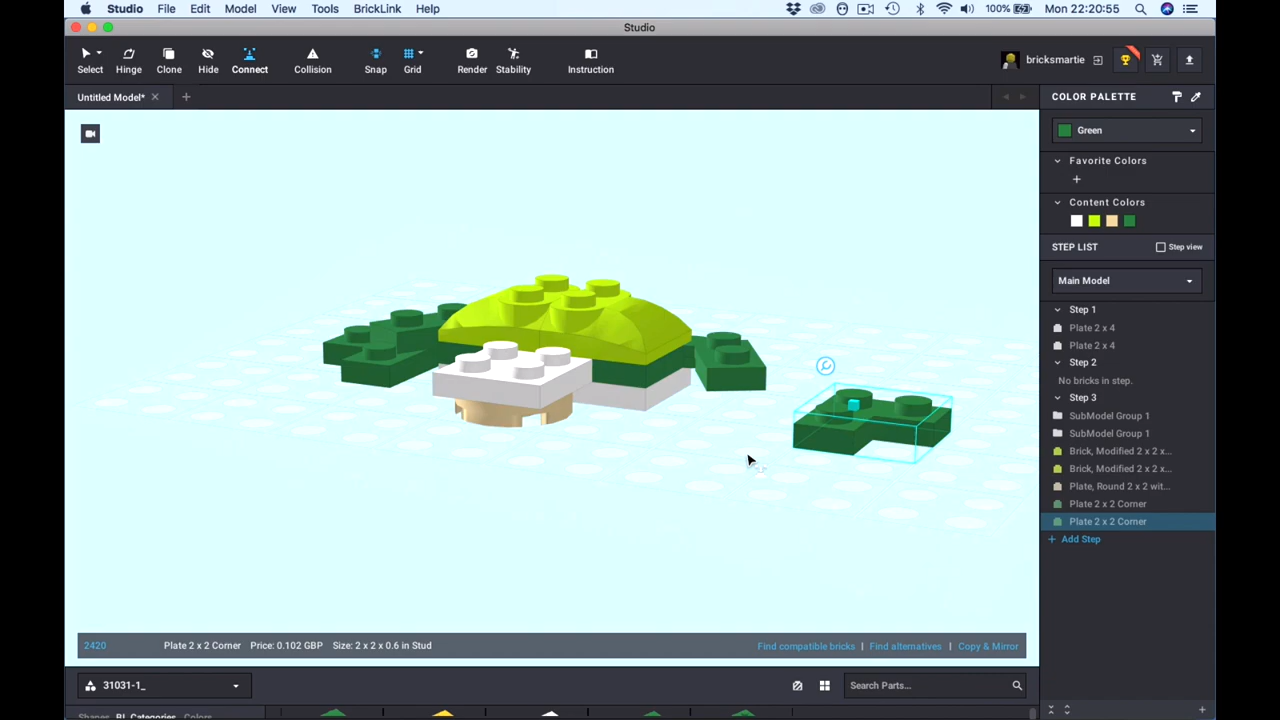 Studio File Edit Model View Tools BrickLink Help 100% Mon 22:20:55
Studio
Select Hinge Clone Hide Connect Collision Snap Grid Render Stability Instruction bricksmartie
Untitled Model*
COLOR PALETTE
Green
Favorite Colors
+
Content Colors
STEP LIST Step view
Main Model
Step 1
Plate 2 x 4
Plate 2 x 4
Step 2
No bricks in step.
Step 3
SubModel Group 1
SubModel Group 1
Brick, Modified 2 x 2 x...
Brick, Modified 2 x 2 x...
Plate, Round 2 x 2 wit...
Plate 2 x 2 Corner
Plate 2 x 2 Corner
+ Add Step
2420 Plate 2 x 2 Corner Price: 0.102 GBP Size: 2 x 2 x 0.6 in Stud Find compatible bricks | Find alternatives | Copy & Mirror
31031-1_ Search Parts...
Shapes BL Categories Colors